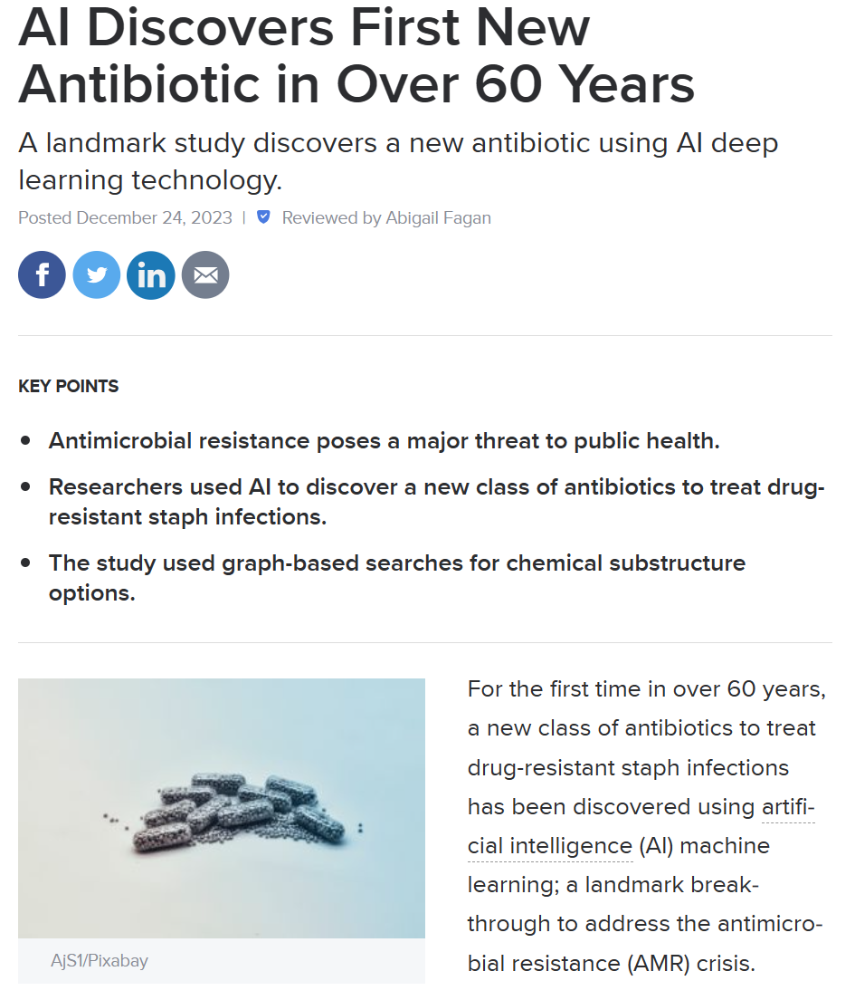 AI Discovers First New
Antibiotic in Over 60 Years
A landmark study discovers a new antibiotic using AI deep
learning technology.
Posted December 24, 2023 | Reviewed by Abigail Fagan
f in
KEY POINTS
• Antimicrobial resistance poses a major threat to public health.
• Researchers used AI to discover a new class of antibiotics to treat drug-
resistant staph infections.
• The study used graph-based searches for chemical substructure
options.
For the first time in over 60 years,
a new class of antibiotics to treat
drug-resistant staph infections
has been discovered using artifi-
cial intelligence (AI) machine
learning; a landmark break-
through to address the antimicro-
bial resistance (AMR) crisis.
AjS1/Pixabay